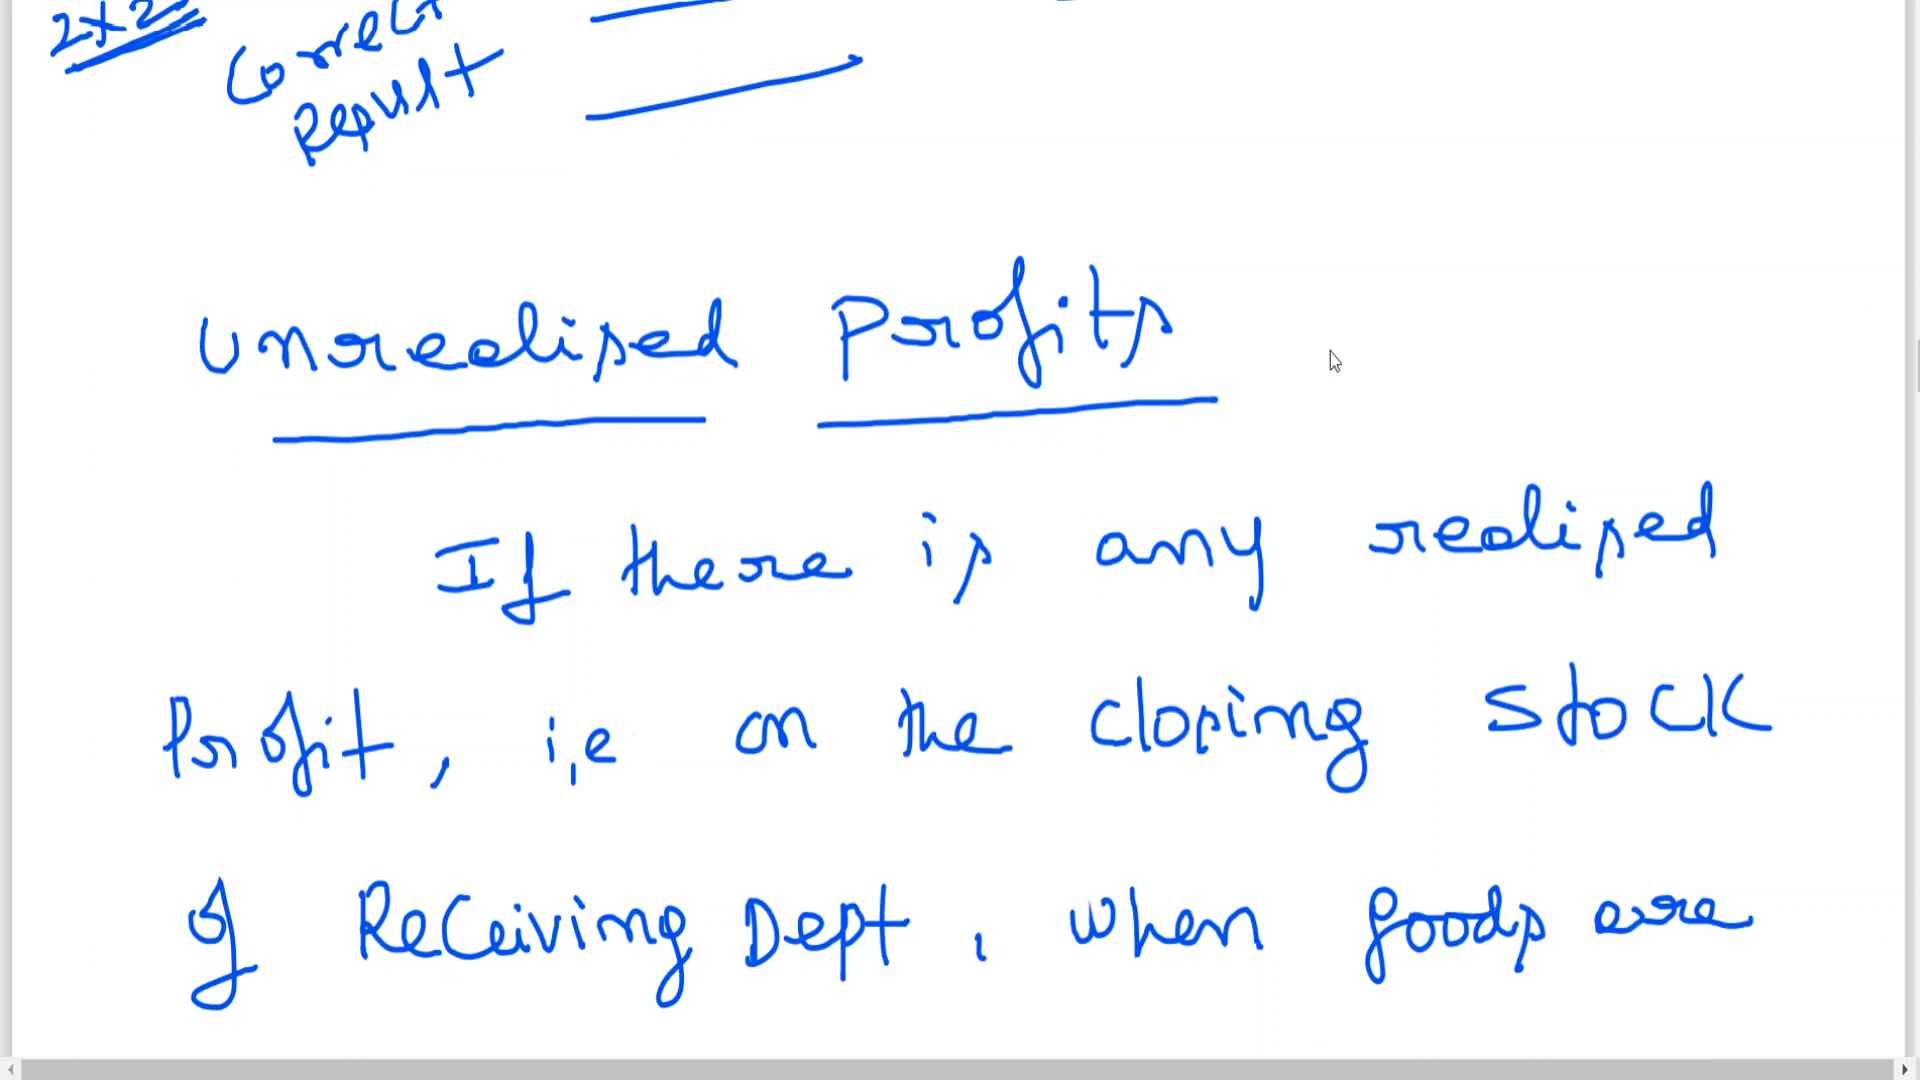 2x2
Correct
Result
Unrealised Profits
If there is any realised
Profit, i,e on the closing stock
of Receiving Dept, when goods are